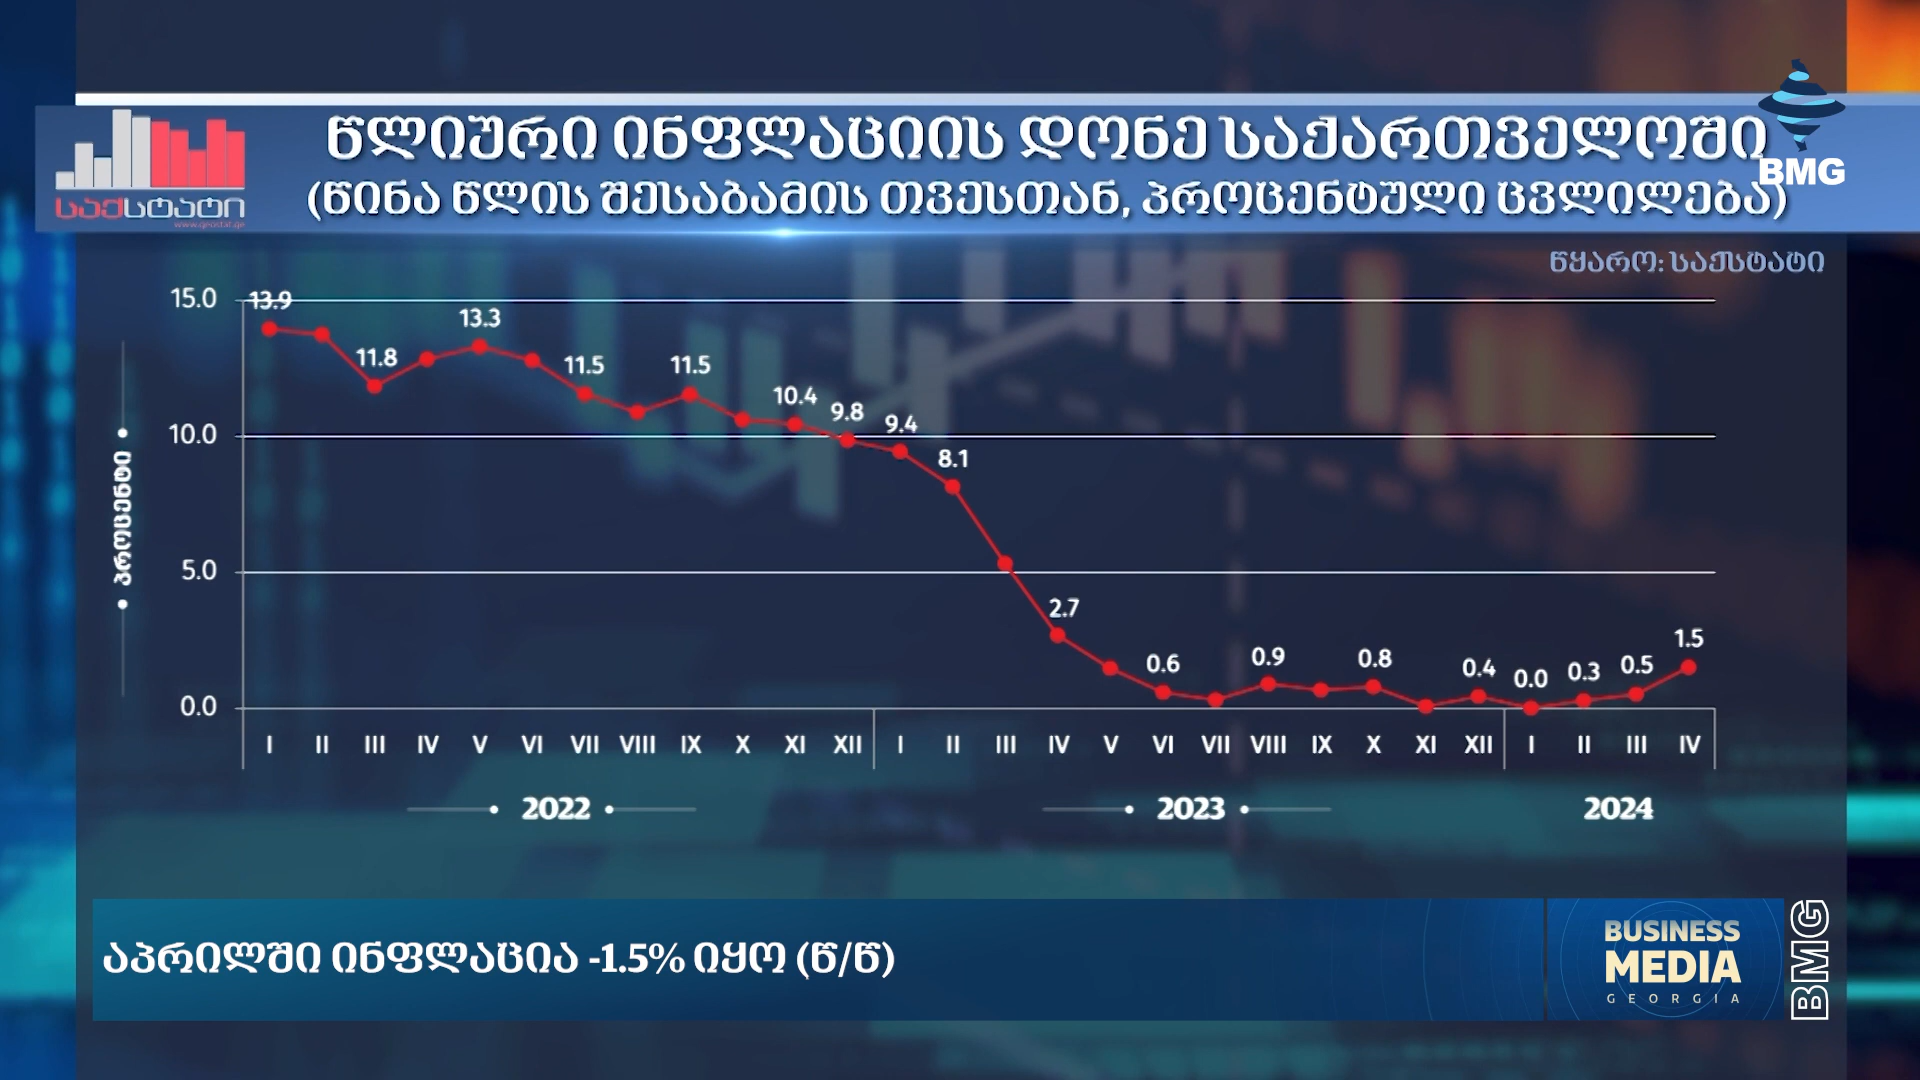 წლიური ინფლაციის დონე საქართველოში
(წინა წლის შესაბამის თვესთან, პროცენტული ცვლილება)
BMG
საქსტატი
www.geostat.ge
წყარო: საქსტატი
პროცენტი
15.0
10.0
5.0
0.0
13.9 11.8 13.3 11.5 11.5 10.4 9.8 9.4 8.1 2.7 0.6 0.9 0.8 0.4 0.0 0.3 0.5 1.5
I II III IV V VI VII VIII IX X XI XII I II III IV V VI VII VIII IX X XI XII I II III IV
2022 2023 2024
აპრილში ინფლაცია -1.5% იყო (წ/წ)
BUSINESS
MEDIA
GEORGIA
BMG